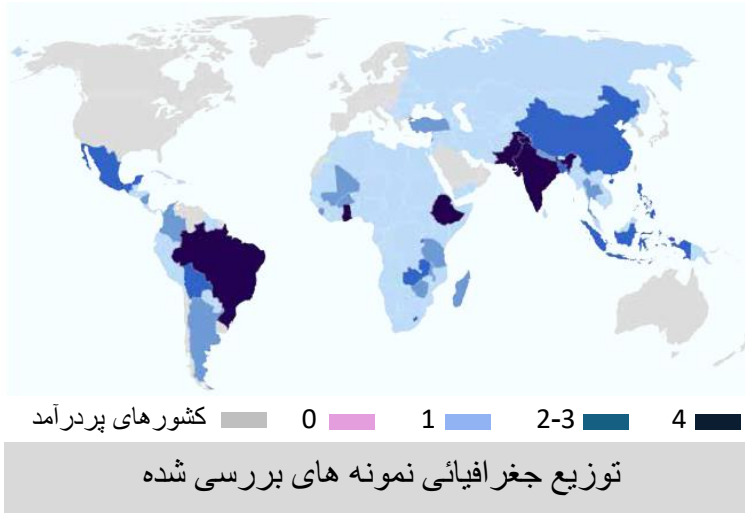 کشورهای پردرآمد 0 1 2-3 4
توزیع جغرافیائی نمونه های بررسی شده